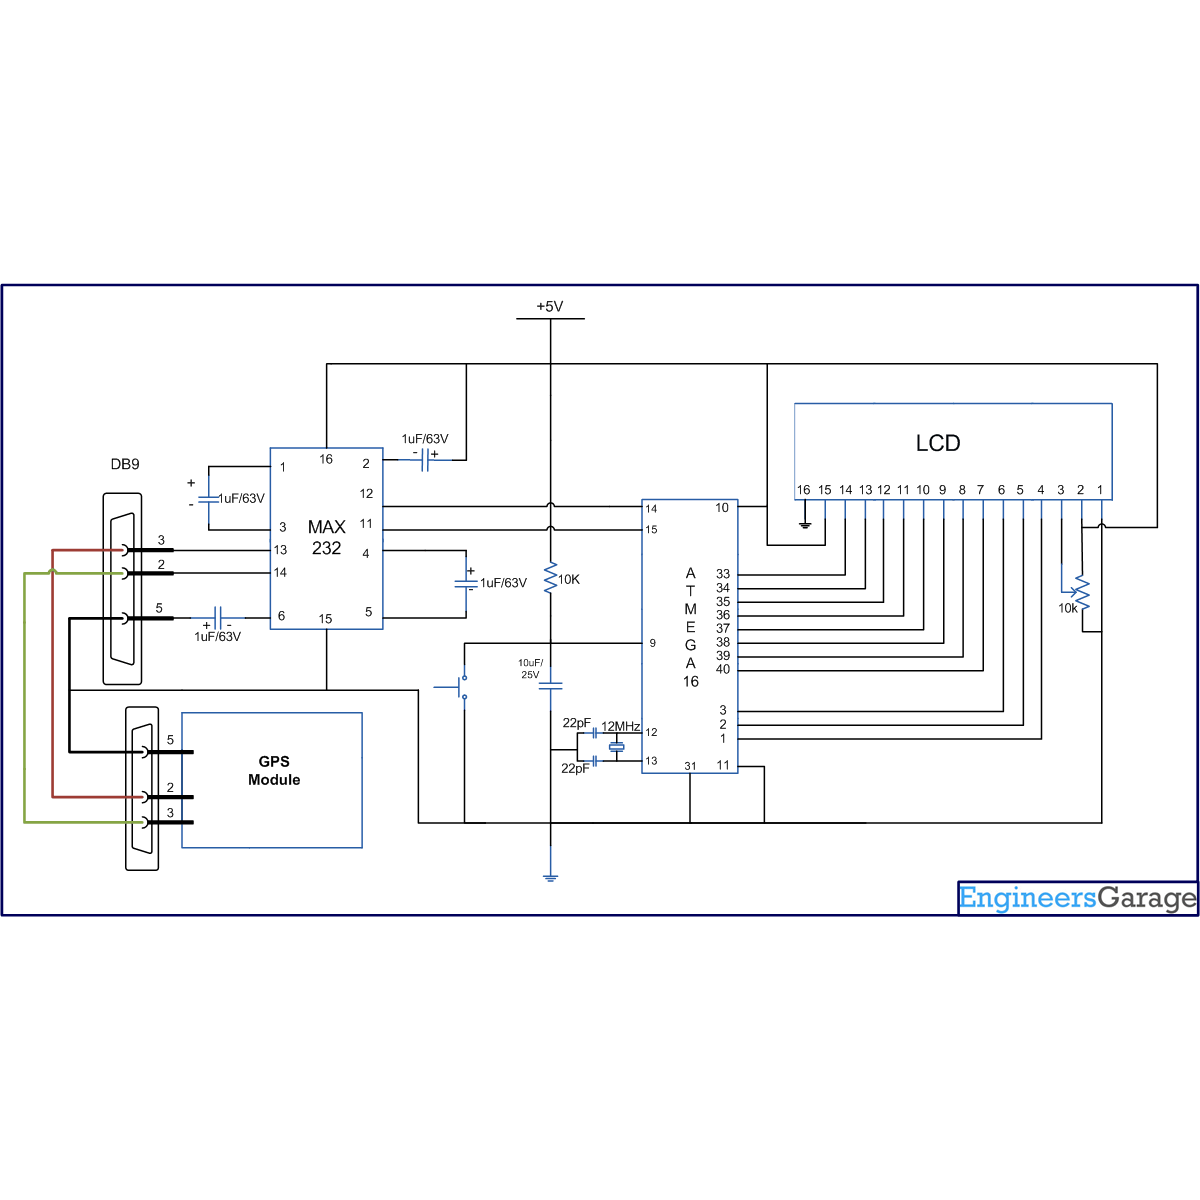 +5V
LCD
16 15 14 13 12 11 10 9 8 7 6 5 4 3 2 1
10k
DB9
3
2
5
+
-
1uF/63V
1uF/63V
- +
1uF/63V
+
-
+ -
1uF/63V
MAX
232
16
1
3
13
14
6
15
2
12
11
4
5
10K
10uF/
25V
22pF
12MHz
22pF
A
T
M
E
G
A
16
14
15
9
12
13
31
10
33
34
35
36
37
38
39
40
3
2
1
11
5
2
3
GPS
Module
EngineersGarage